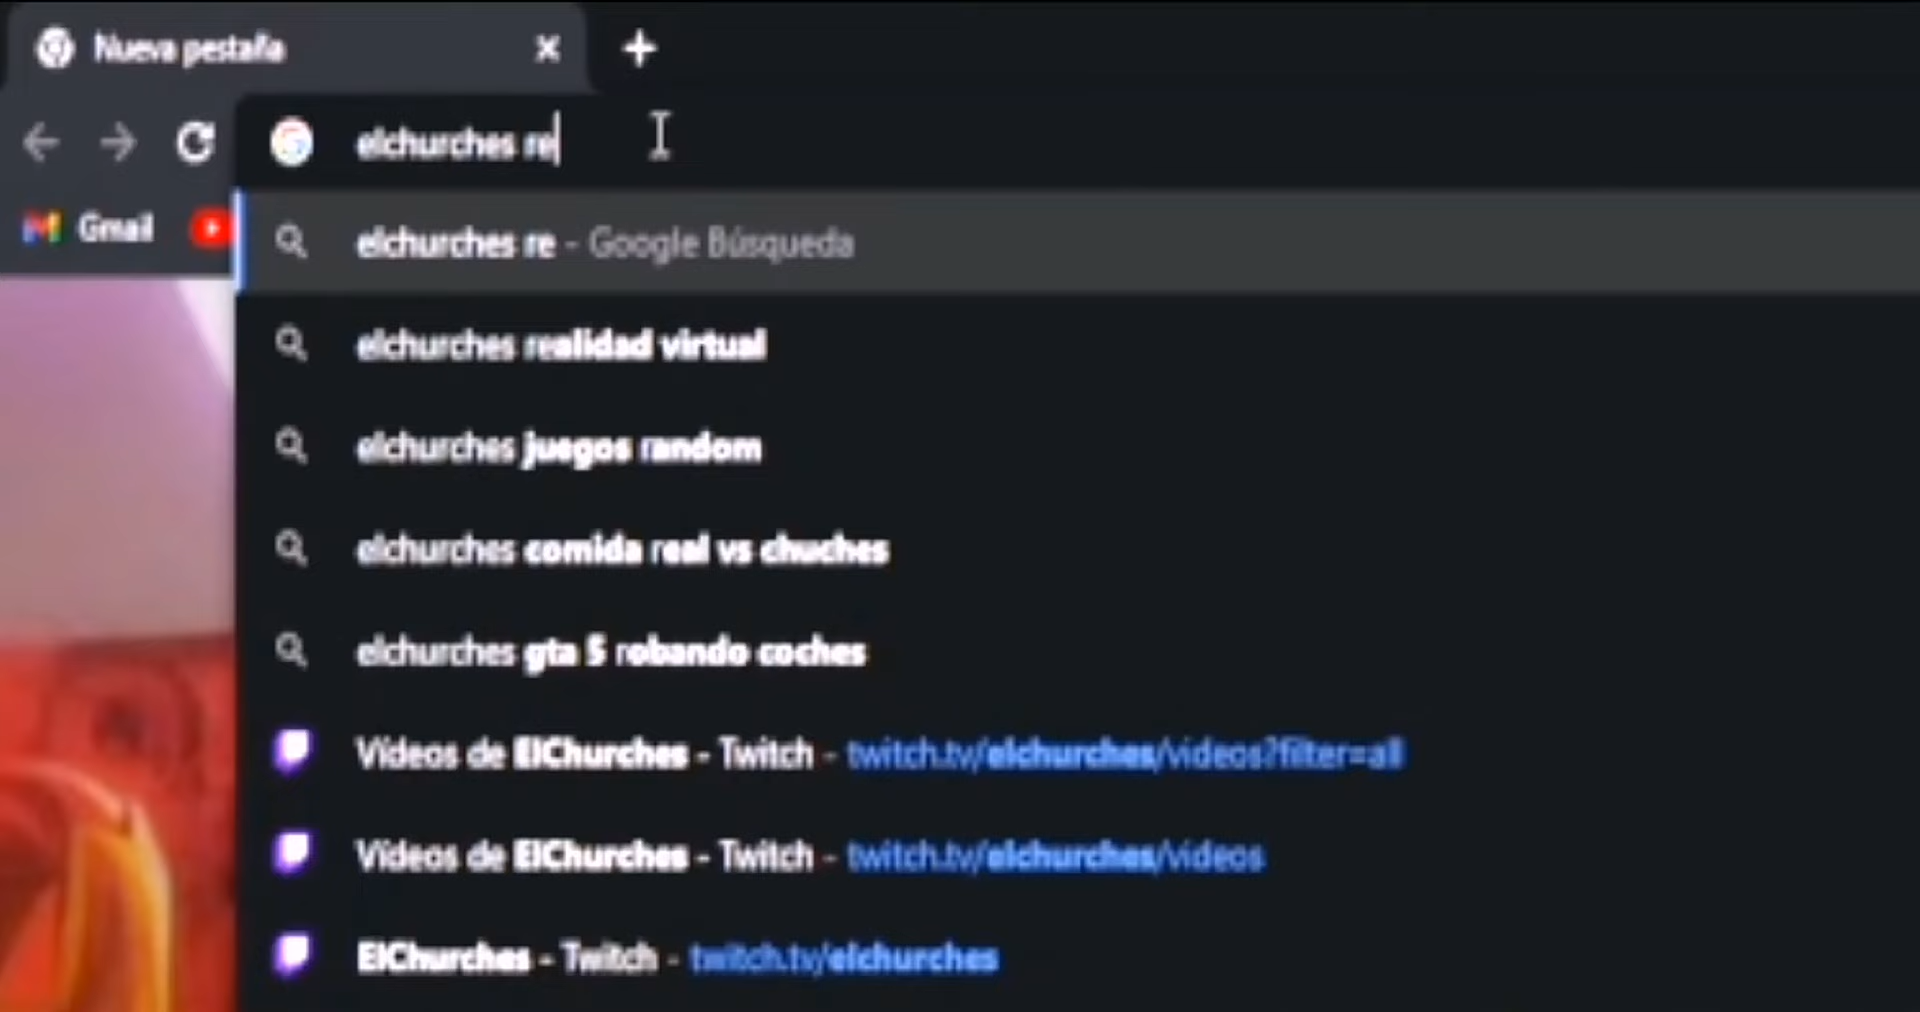 Nueva pestaña
elchurches re
Gmail
elchurches re - Google Búsqueda
elchurches realidad virtual
elchurches juegos random
elchurches comida real vs chuches
elchurches gta 5 robando coches
Vídeos de ElChurches - Twitch - twitch.tv/elchurches/videos?filter=all
Vídeos de ElChurches - Twitch - twitch.tv/elchurches/videos
ElChurches - Twitch - twitch.tv/elchurches